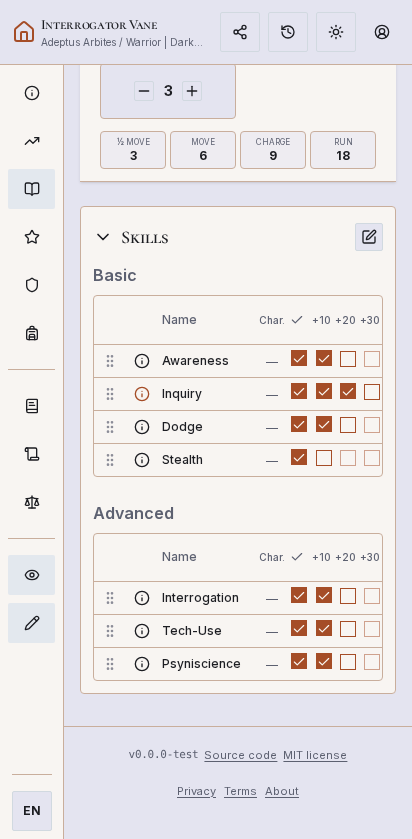 Interrogator Vane
Adeptus Arbites / Warrior | Dark...
3
½ MOVE
3
MOVE
6
CHARGE
9
RUN
18
Skills
Basic
Name Char. +10 +20 +30
Awareness —
Inquiry —
Dodge —
Stealth —
Advanced
Name Char. +10 +20 +30
Interrogation —
Tech-Use —
Psyniscience —
v0.0.0-test Source code MIT license
Privacy Terms About
EN